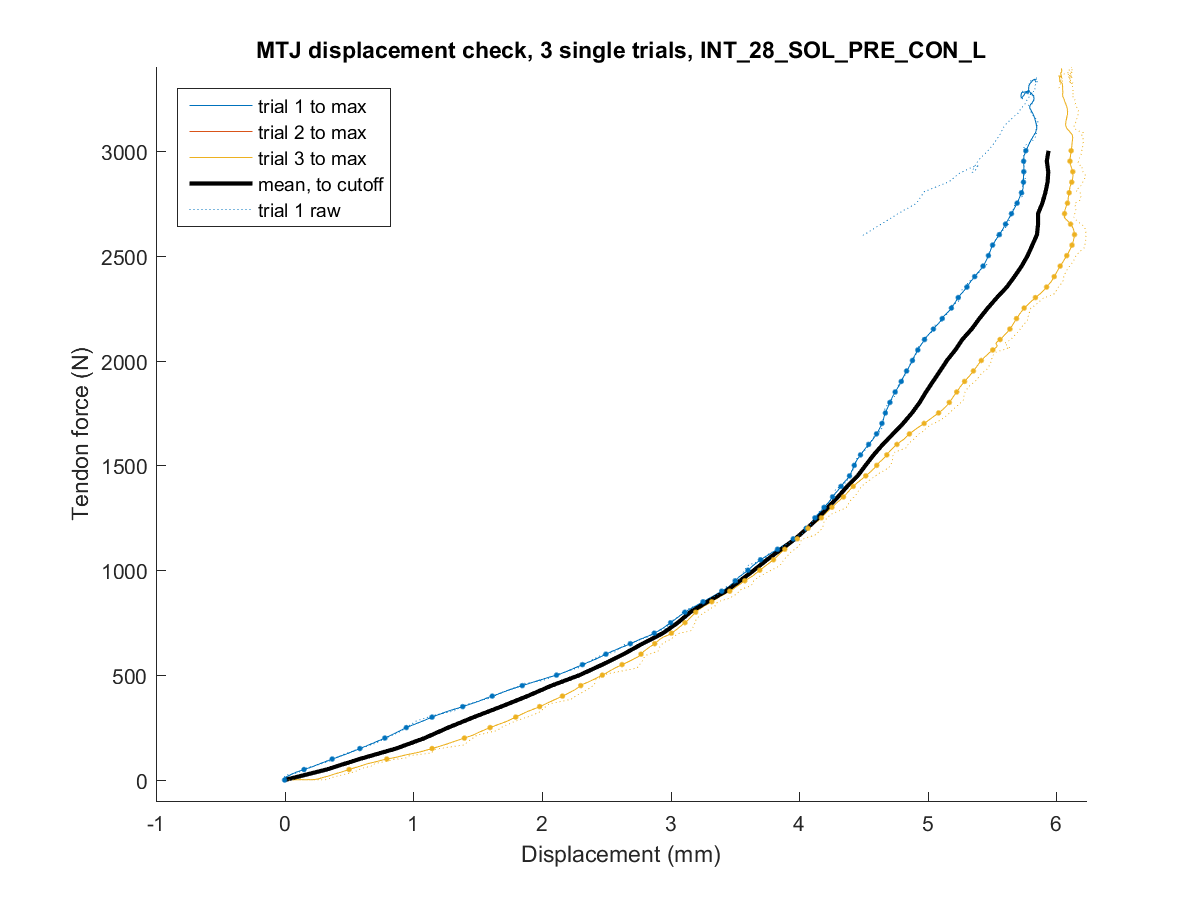 MTJ displacement check, 3 single trials, INT_28_SOL_PRE_CON_L
trial 1 to max
trial 2 to max
trial 3 to max
mean, to cutoff
trial 1 raw
3000
2500
2000
1500
1000
500
0
Tendon force (N)
-1 0 1 2 3 4 5 6
Displacement (mm)